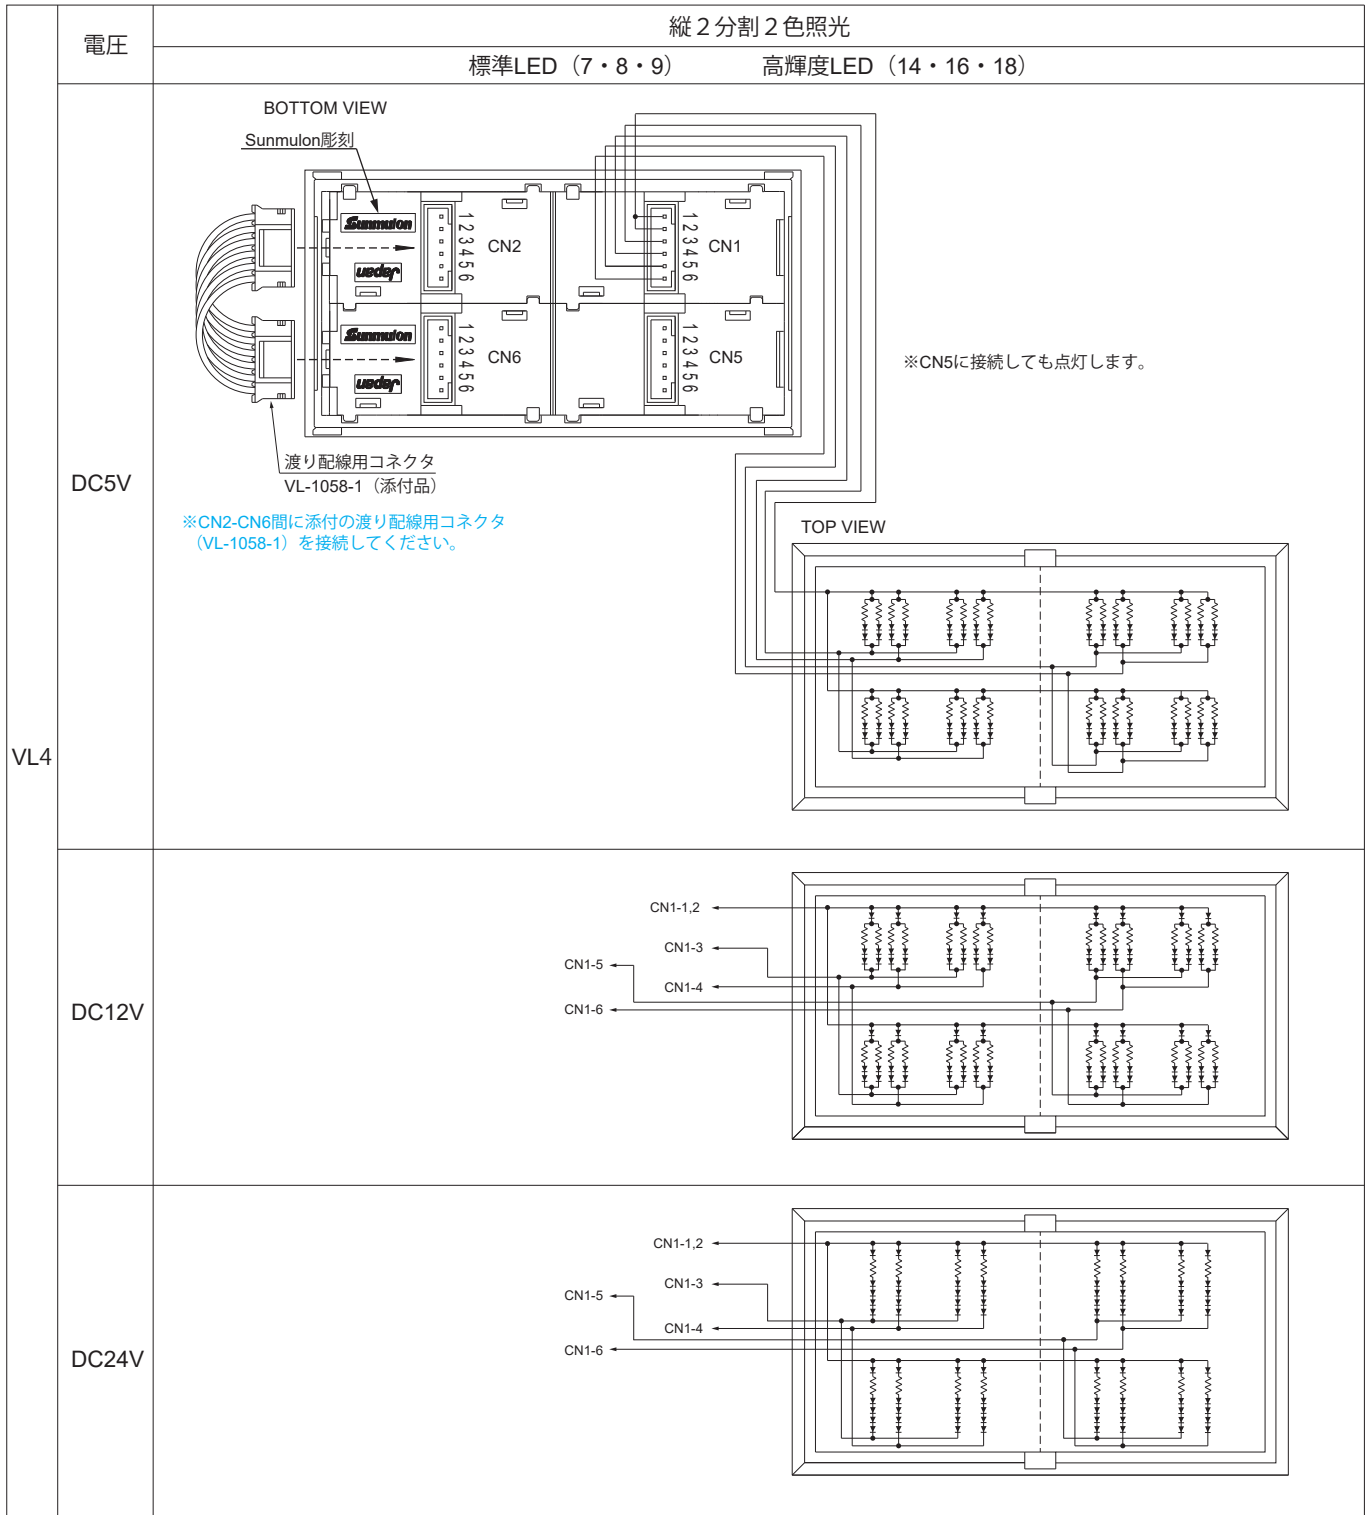 電圧
縦２分割２色照光
標準LED（7・8・9）　高輝度LED（14・16・18）
VL4
DC5V
BOTTOM VIEW
Sunmulon彫刻
Sunmulon
Japan
1 2 3 4 5 6
CN2
1 2 3 4 5 6
CN1
Sunmulon
Japan
1 2 3 4 5 6
CN6
1 2 3 4 5 6
CN5
※CN5に接続しても点灯します。
渡り配線用コネクタ
VL-1058-1（添付品）
※CN2-CN6間に添付の渡り配線用コネクタ
（VL-1058-1）を接続してください。
TOP VIEW
DC12V
CN1-1,2
CN1-3
CN1-5
CN1-4
CN1-6
DC24V
CN1-1,2
CN1-3
CN1-5
CN1-4
CN1-6